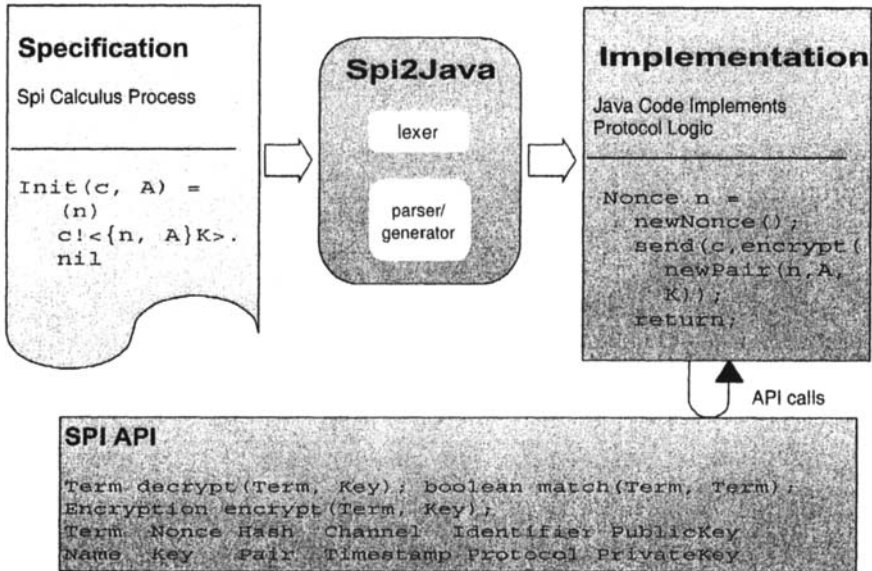 Specification
Spi Calculus Process
Init(c, A) =
(n)
c!<{n, A}K>.
nil
Spi2Java
lexer
parser/
generator
Implementation
Java Code Implements
Protocol Logic
Nonce n =
newNonce();
send(c,encrypt(
newPair(n,A,
K));
return;
API calls
SPI API
Term decrypt(Term, Key); boolean match(Term, Term);
Encryption encrypt(Term, Key);
Term Nonce Hash Channel Identifier PublicKey
Name Key Pair Timestamp Protocol PrivateKey